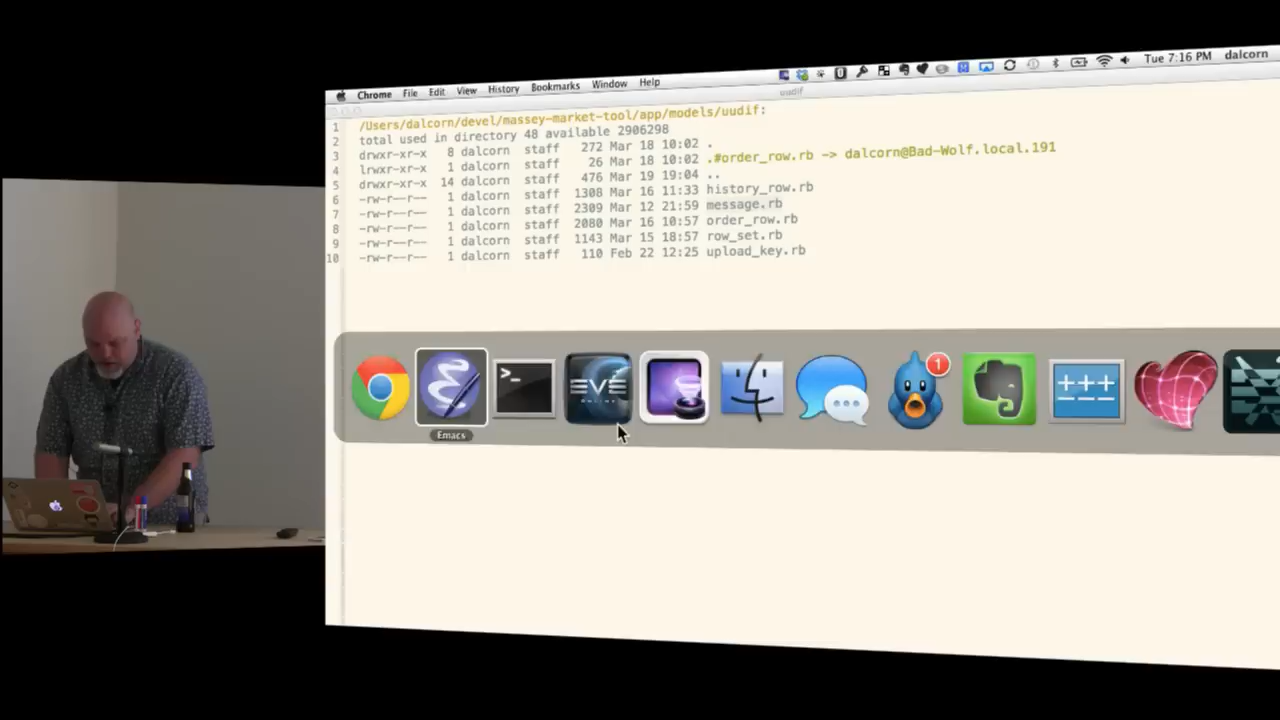 Chrome File Edit View History Bookmarks Window Help Tue 7:16 PM dalcorn
uudif
1 /Users/dalcorn/devel/massey-market-tool/app/models/uudif:
2 total used in directory 48 available 2906298
3 drwxr-xr-x 8 dalcorn staff 272 Mar 18 10:02 .
4 lrwxr-xr-x 1 dalcorn staff 26 Mar 18 10:02 .#order_row.rb -> dalcorn@Bad-Wolf.local.191
5 drwxr-xr-x 14 dalcorn staff 476 Mar 19 19:04 ..
6 -rw-r--r-- 1 dalcorn staff 1308 Mar 16 11:33 history_row.rb
7 -rw-r--r-- 1 dalcorn staff 2309 Mar 12 21:59 message.rb
8 -rw-r--r-- 1 dalcorn staff 2080 Mar 16 10:57 order_row.rb
9 -rw-r--r-- 1 dalcorn staff 1143 Mar 15 18:57 row_set.rb
10 -rw-r--r-- 1 dalcorn staff 110 Feb 22 12:25 upload_key.rb
>_
EVE
ONLINE
1
+++
---
Emacs